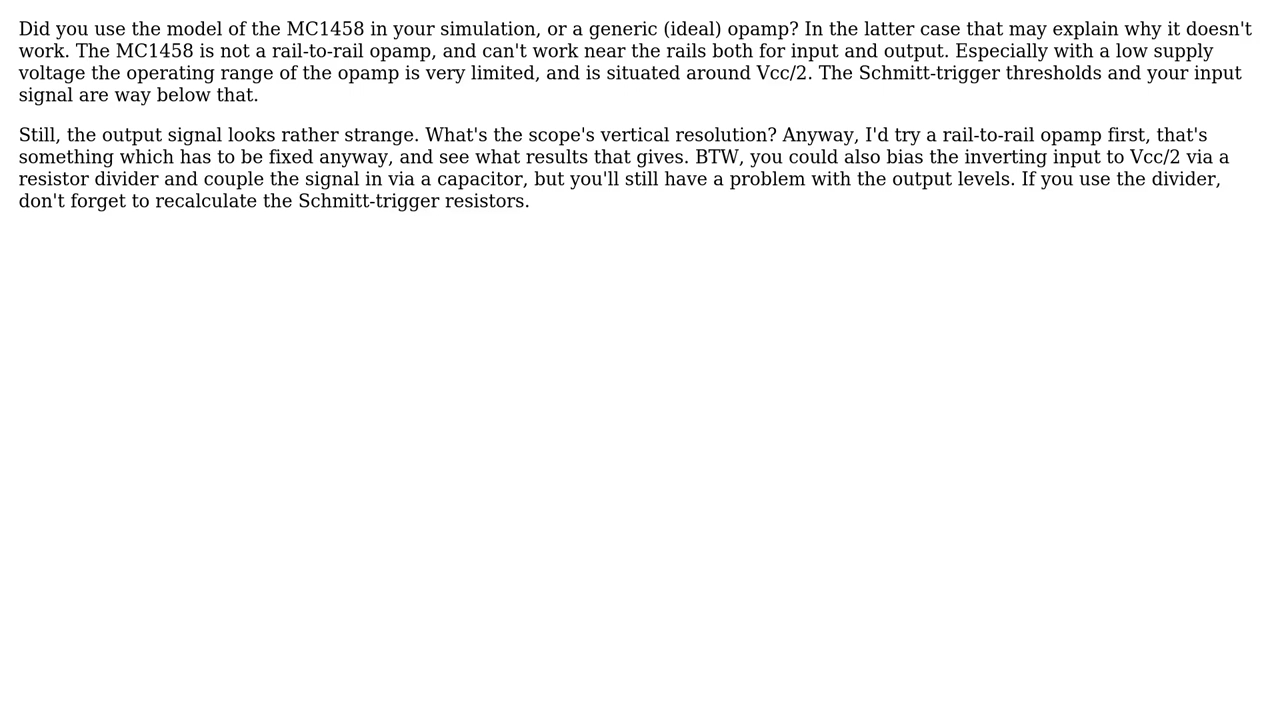 Did you use the model of the MC1458 in your simulation, or a generic (ideal) opamp? In the latter case that may explain why it doesn't
work. The MC1458 is not a rail-to-rail opamp, and can't work near the rails both for input and output. Especially with a low supply
voltage the operating range of the opamp is very limited, and is situated around Vcc/2. The Schmitt-trigger thresholds and your input
signal are way below that.
Still, the output signal looks rather strange. What's the scope's vertical resolution? Anyway, I'd try a rail-to-rail opamp first, that's
something which has to be fixed anyway, and see what results that gives. BTW, you could also bias the inverting input to Vcc/2 via a
resistor divider and couple the signal in via a capacitor, but you'll still have a problem with the output levels. If you use the divider,
don't forget to recalculate the Schmitt-trigger resistors.